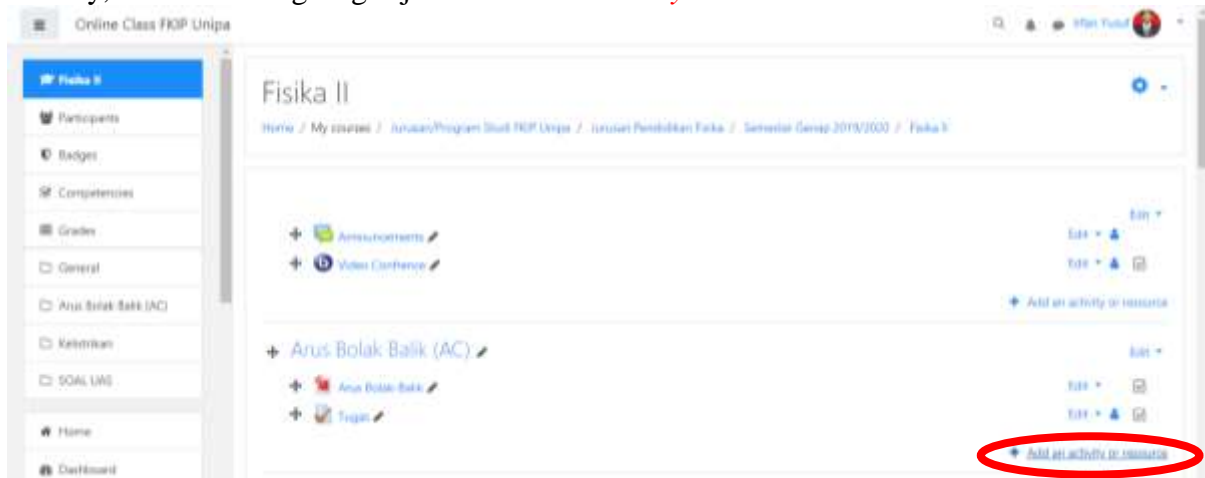 Online Class FKIP Unipa
Irfan Yusuf
Fisika II
Participants
Badges
Competencies
Grades
General
Arus Bolak Balik (AC)
Kelistrikan
SOAL UAS
Home
Dashboard
Fisika II
Home / My courses / Jurusan/Program Studi FKIP Unipa / Jurusan Pendidikan Fisika / Semester Genap 2019/2020 / Fisika II
Edit
Announcements Edit
Video Confrence Edit
Add an activity or resource
Arus Bolak Balik (AC) Edit
Arus Bolak-Balik Edit
Tugas Edit
Add an activity or resource